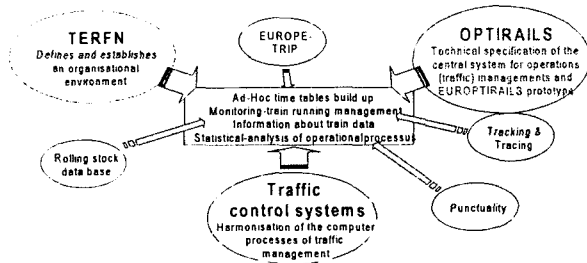 TERFN
Defines and establishes
an organisational
environment
EUROPE-
TRIP
OPTIRAILS
Technical specification of the
central system for operations
(traffic) managements and
EUROPTIRAILS prototype
Ad-Hoc time tables build up
Monitoring-train running management
Information about train data
Statistical-analysis of operationalprocessus
Rolling stock
data base
Tracking &
Tracing
Traffic
control systems
Harmonisation of the computer
processes of traffic
management
Punctuality